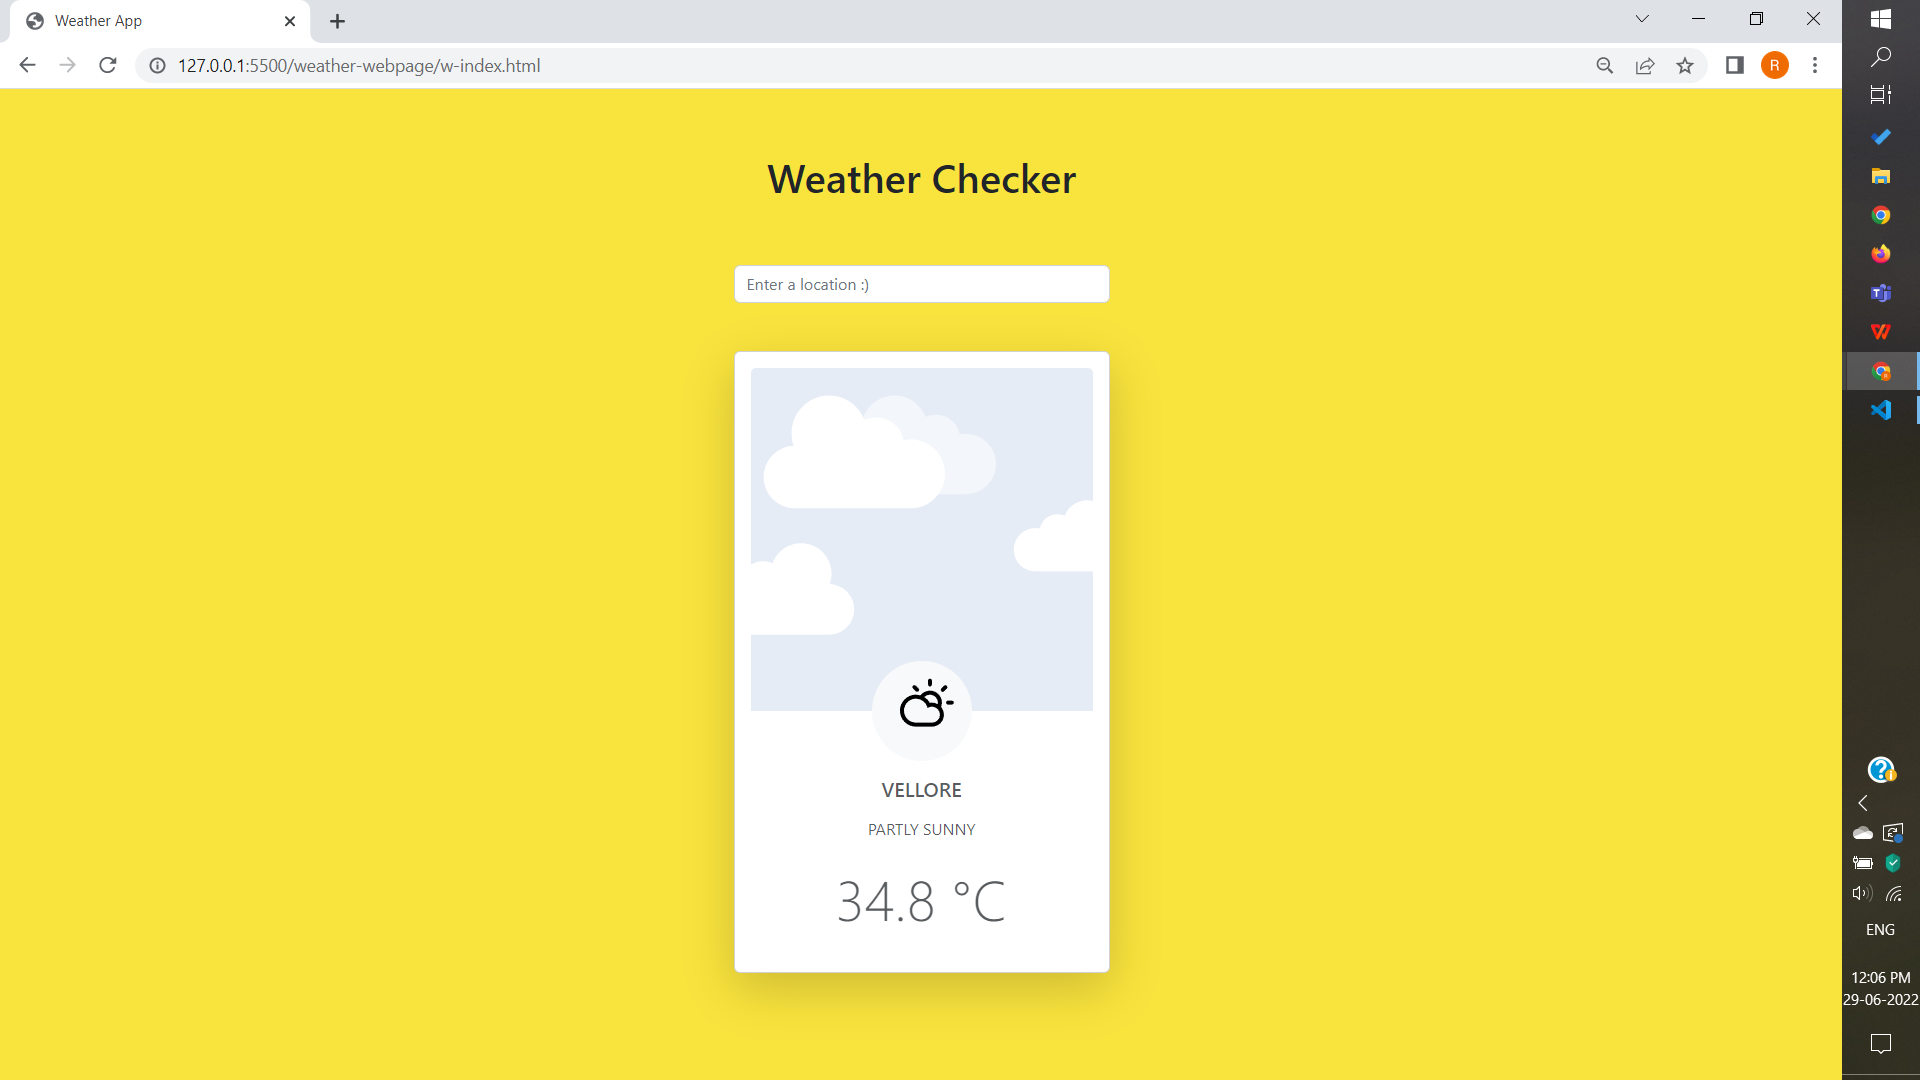 Weather App
127.0.0.1:5500/weather-webpage/w-index.html
R
Weather Checker
Enter a location :)
VELLORE
PARTLY SUNNY
34.8 °C
ENG
12:06 PM
29-06-2022